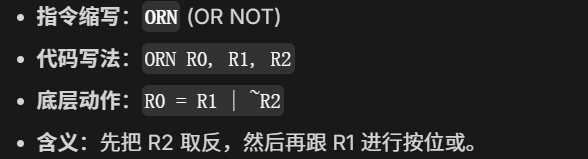 • 指令缩写：ORN (OR NOT)
• 代码写法：ORN R0, R1, R2
• 底层动作：R0 = R1 | ~R2
• 含义：先把 R2 取反，然后再跟 R1 进行按位或。